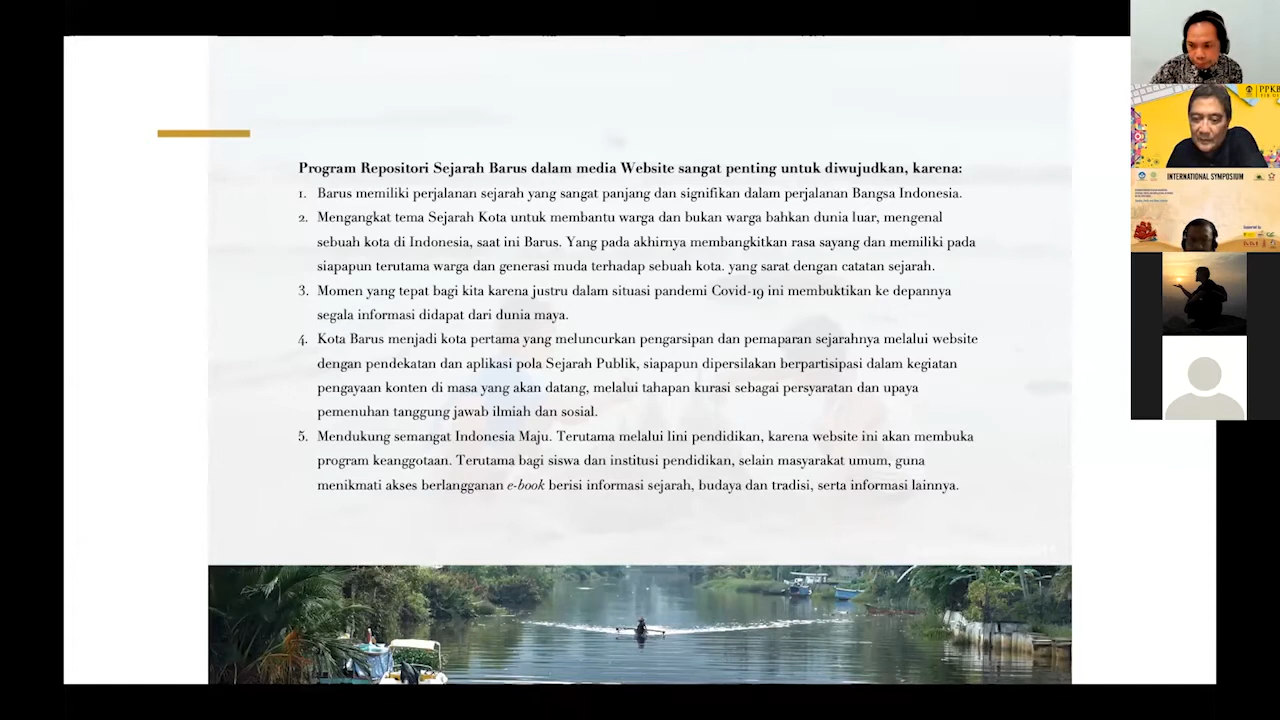 Program Repositori Sejarah Barus dalam media Website sangat penting untuk diwujudkan, karena:
1. Barus memiliki perjalanan sejarah yang sangat panjang dan signifikan dalam perjalanan Bangsa Indonesia.
2. Mengangkat tema Sejarah Kota untuk membantu warga dan bukan warga bahkan dunia luar, mengenal
sebuah kota di Indonesia, saat ini Barus. Yang pada akhirnya membangkitkan rasa sayang dan memiliki pada
siapapun terutama warga dan generasi muda terhadap sebuah kota. yang sarat dengan catatan sejarah.
3. Momen yang tepat bagi kita karena justru dalam situasi pandemi Covid-19 ini membuktikan ke depannya
segala informasi didapat dari dunia maya.
4. Kota Barus menjadi kota pertama yang meluncurkan pengarsipan dan pemaparan sejarahnya melalui website
dengan pendekatan dan aplikasi pola Sejarah Publik, siapapun dipersilakan berpartisipasi dalam kegiatan
pengayaan konten di masa yang akan datang, melalui tahapan kurasi sebagai persyaratan dan upaya
pemenuhan tanggung jawab ilmiah dan sosial.
5. Mendukung semangat Indonesia Maju. Terutama melalui lini pendidikan, karena website ini akan membuka
program keanggotaan. Terutama bagi siswa dan institusi pendidikan, selain masyarakat umum, guna
menikmati akses berlangganan e-book berisi informasi sejarah, budaya dan tradisi, serta informasi lainnya.
PPKB
FIB UI
INTERNATIONAL SYMPOSIUM
Supported by: